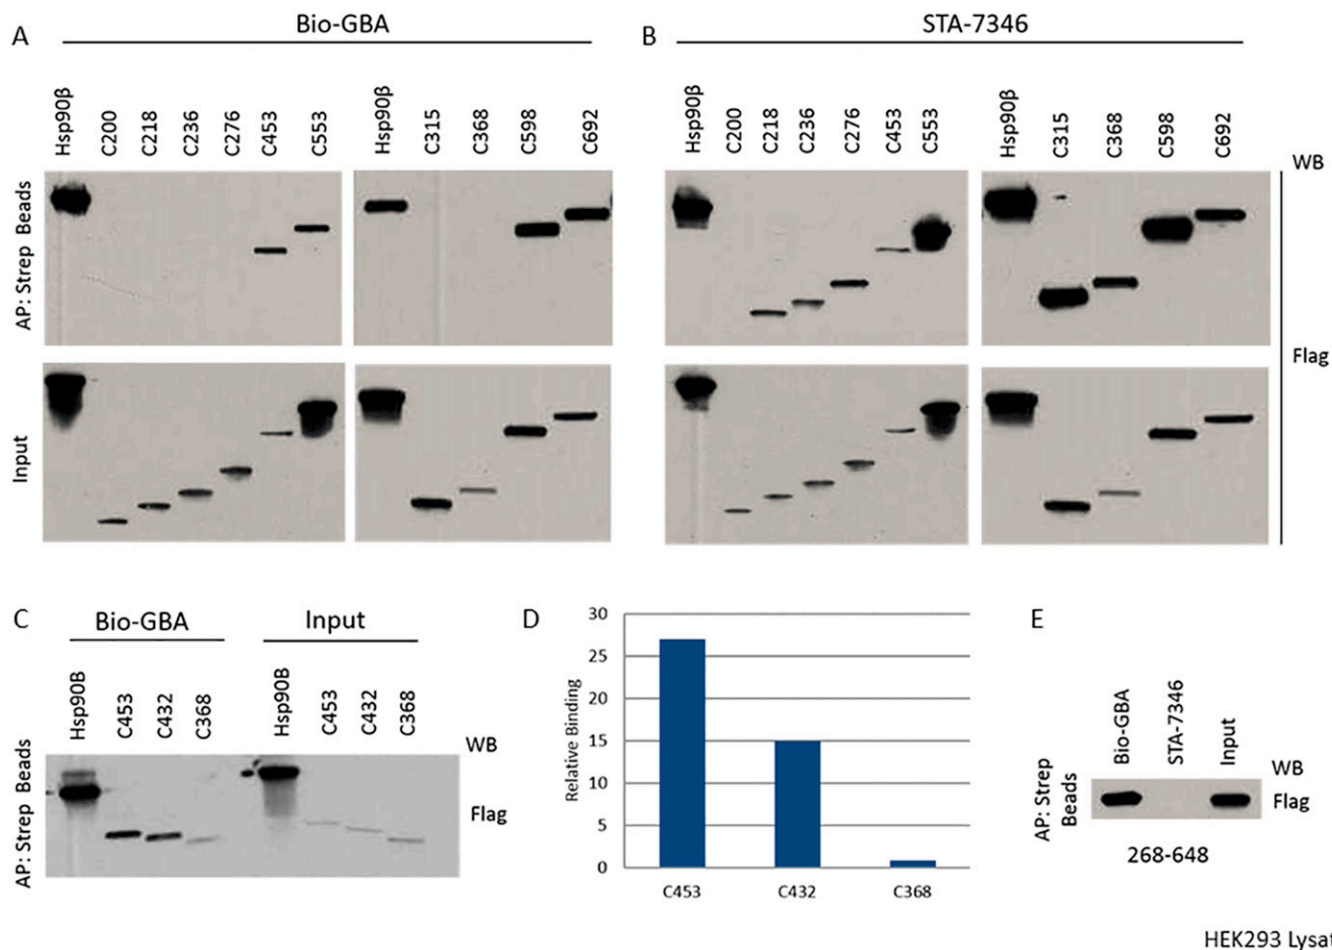 A
Bio-GBA
Hsp90β
C200
C218
C236
C276
C453
C553
Hsp90β
C315
C368
C598
C692
AP: Strep Beads
Input
B
STA-7346
Hsp90β
C200
C218
C236
C276
C453
C553
Hsp90β
C315
C368
C598
C692
WB
Flag
C
Bio-GBA
Input
Hsp90B
C453
C432
C368
Hsp90B
C453
C432
C368
WB
Flag
AP: Strep Beads
D
Relative Binding
30
25
20
15
10
5
0
C453
C432
C368
E
Bio-GBA
STA-7346
Input
WB
Flag
AP: Strep
Beads
268-648
HEK293 Lysat